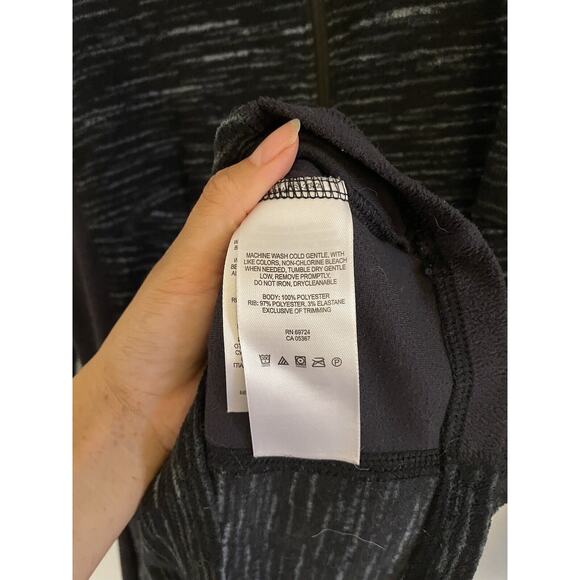 MACHINE WASH COLD GENTLE, WITH
LIKE COLORS, NON-CHLORINE BLEACH
WHEN NEEDED, TUMBLE DRY GENTLE
LOW, REMOVE PROMPTLY,
DO NOT IRON, DRYCLEANABLE
BODY: 100% POLYESTER
RIB: 97% POLYESTER, 3% ELASTANE
EXCLUSIVE OF TRIMMING
RN 69724
CA 05367